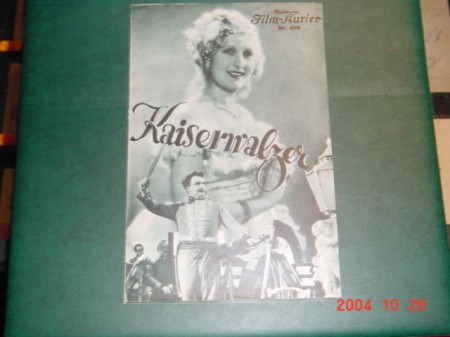 Illustrierter
Film-Kurier
Kaiserwalzer
2004 10 28